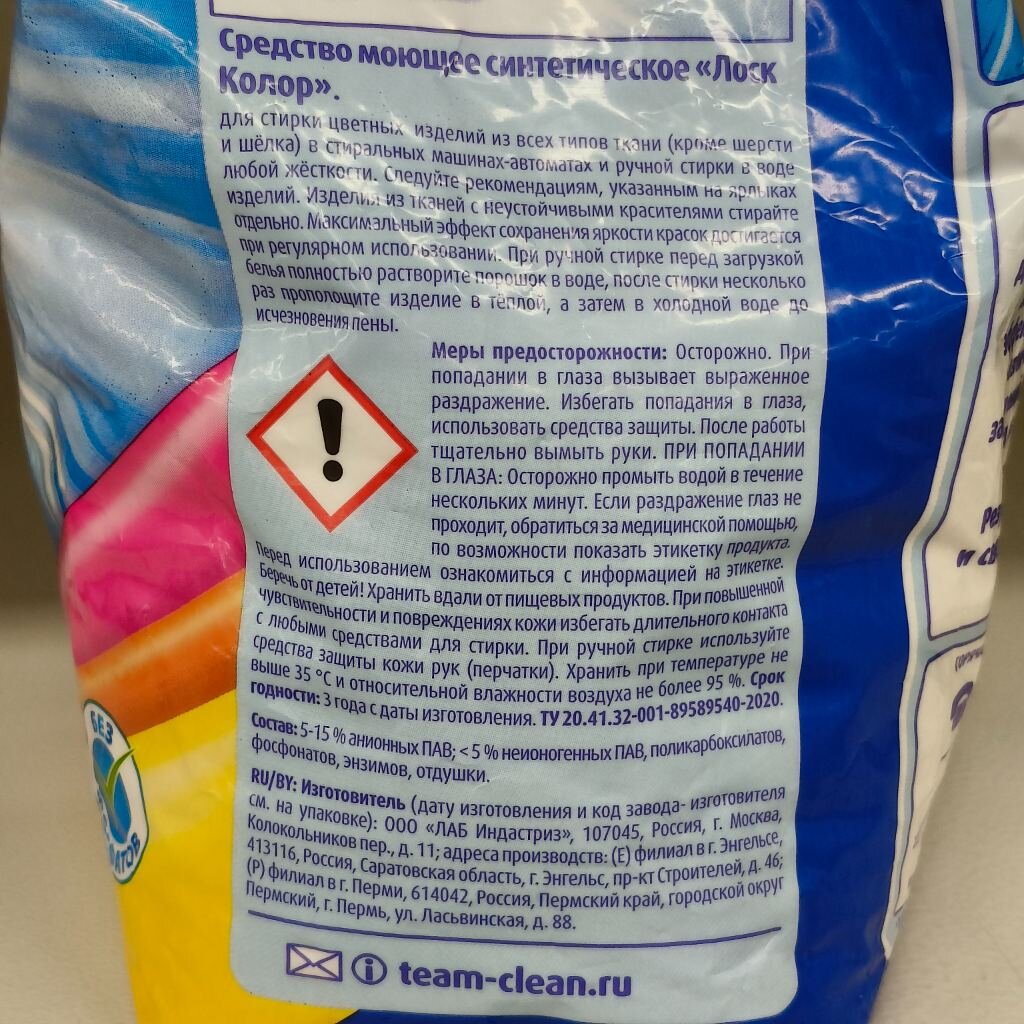 Средство моющее синтетическое «Лоск
Колор».
для стирки цветных изделий из всех типов ткани (кроме шерсти
и шёлка) в стиральных машинах-автоматах и ручной стирки в воде
любой жёсткости. Следуйте рекомендациям, указанным на ярлыках
изделий. Изделия из тканей с неустойчивыми красителями стирайте
отдельно. Максимальный эффект сохранения яркости красок достигается
при регулярном использовании. При ручной стирке перед загрузкой
белья полностью растворите порошок в воде, после стирки несколько
раз прополощите изделие в тёплой, а затем в холодной воде до
исчезновения пены.
Меры предосторожности: Осторожно. При
попадании в глаза вызывает выраженное
раздражение. Избегать попадания в глаза,
использовать средства защиты. После работы
тщательно вымыть руки. ПРИ ПОПАДАНИИ
В ГЛАЗА: Осторожно промыть водой в течение
нескольких минут. Если раздражение глаз не
проходит, обратиться за медицинской помощью,
по возможности показать этикетку продукта.
Перед использованием ознакомиться с информацией на этикетке.
Беречь от детей! Хранить вдали от пищевых продуктов. При повышенной
чувствительности и повреждениях кожи избегать длительного контакта
с любыми средствами для стирки. При ручной стирке используйте
средства защиты кожи рук (перчатки). Хранить при температуре не
выше 35 °C и относительной влажности воздуха не более 95 %. Срок
годности: 3 года с даты изготовления. ТУ 20.41.32-001-89589540-2020.
Состав: 5-15 % анионных ПАВ; < 5 % неионогенных ПАВ, поликарбоксилатов,
фосфонатов, энзимов, отдушки.
RU/BY: Изготовитель (дату изготовления и код завода- изготовителя
см. на упаковке): ООО «ЛАБ Индастриз», 107045, Россия, г. Москва,
Колокольников пер., д. 11; адреса производств: (E) филиал в г. Энгельсе,
413116, Россия, Саратовская область, г. Энгельс, пр-кт Строителей, д. 46;
(P) филиал в г. Перми, 614042, Россия, Пермский край, городской округ
Пермский, г. Пермь, ул. Ласьвинская, д. 88.
team-clean.ru
БЕЗ